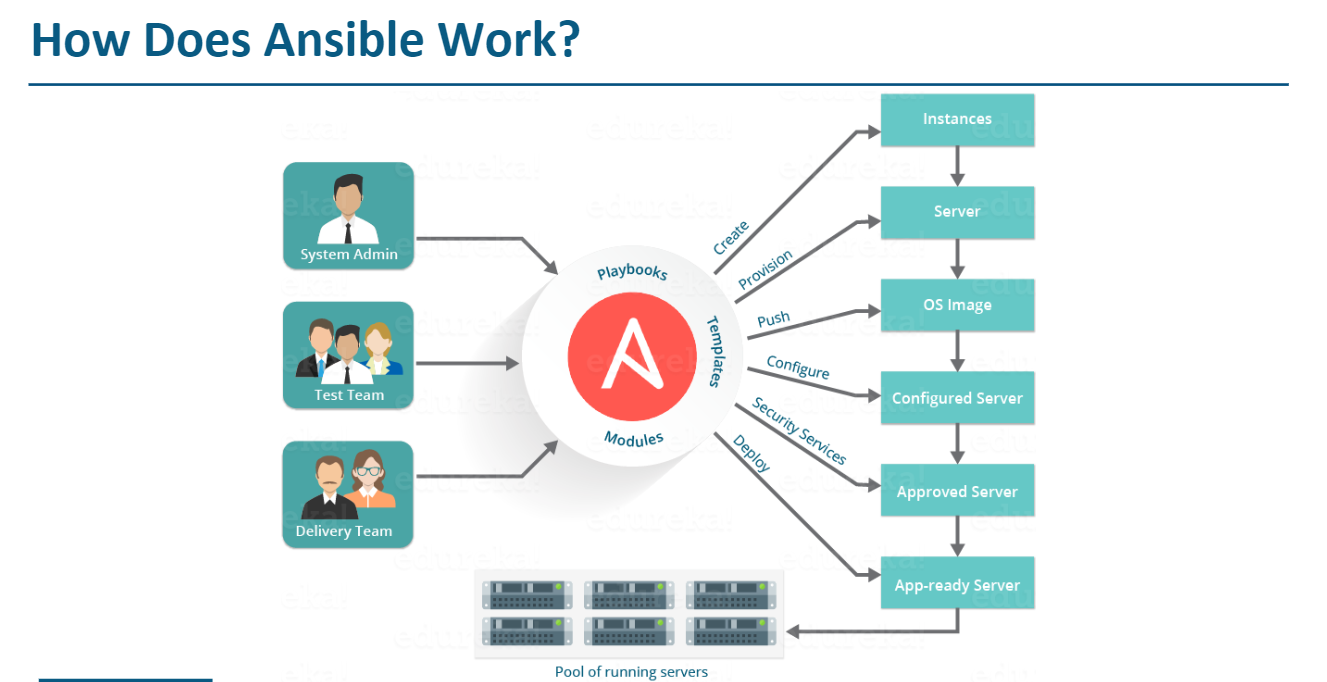 How Does Ansible Work?
System Admin
Test Team
Delivery Team
Playbooks
Templates
Modules
Create
Provision
Push
Configure
Security Services
Deploy
Instances
Server
OS Image
Configured Server
Approved Server
App-ready Server
Pool of running servers
edureka!